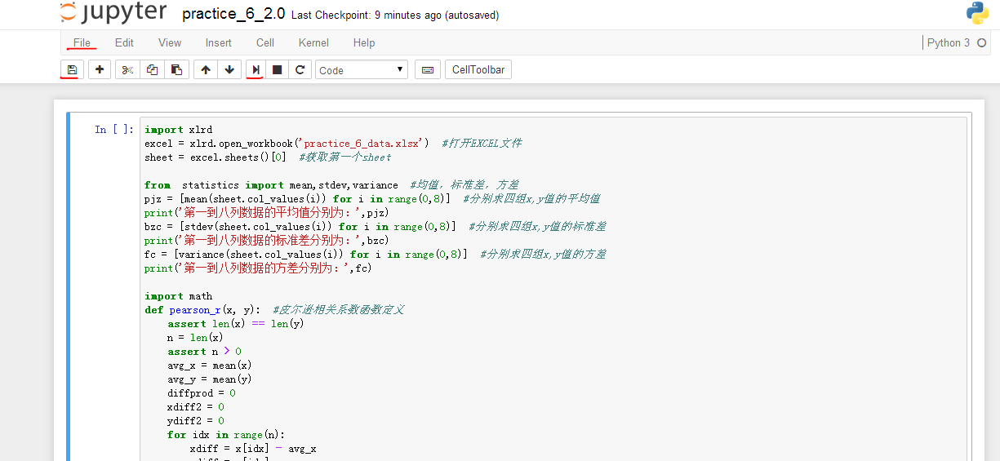 jupyter practice_6_2.0 Last Checkpoint: 9 minutes ago (autosaved)
File Edit View Insert Cell Kernel Help Python 3
Code CellToolbar
In [ ]:
import xlrd
excel = xlrd.open_workbook('practice_6_data.xlsx')  #打开EXCEL文件
sheet = excel.sheets()[0]  #获取第一个sheet
from  statistics import mean,stdev,variance  #均值，标准差，方差
pjz = [mean(sheet.col_values(i)) for i in range(0,8)]  #分别求四组x,y值的平均值
print('第一到八列数据的平均值分别为：',pjz)
bzc = [stdev(sheet.col_values(i)) for i in range(0,8)]  #分别求四组x,y值的标准差
print('第一到八列数据的标准差分别为：',bzc)
fc = [variance(sheet.col_values(i)) for i in range(0,8)]  #分别求四组x,y值的方差
print('第一到八列数据的方差分别为：',fc)
import math
def pearson_r(x, y):  #皮尔逊相关系数函数定义
    assert len(x) == len(y)
    n = len(x)
    assert n > 0
    avg_x = mean(x)
    avg_y = mean(y)
    diffprod = 0
    xdiff2 = 0
    ydiff2 = 0
    for idx in range(n):
        xdiff = x[idx] - avg_x